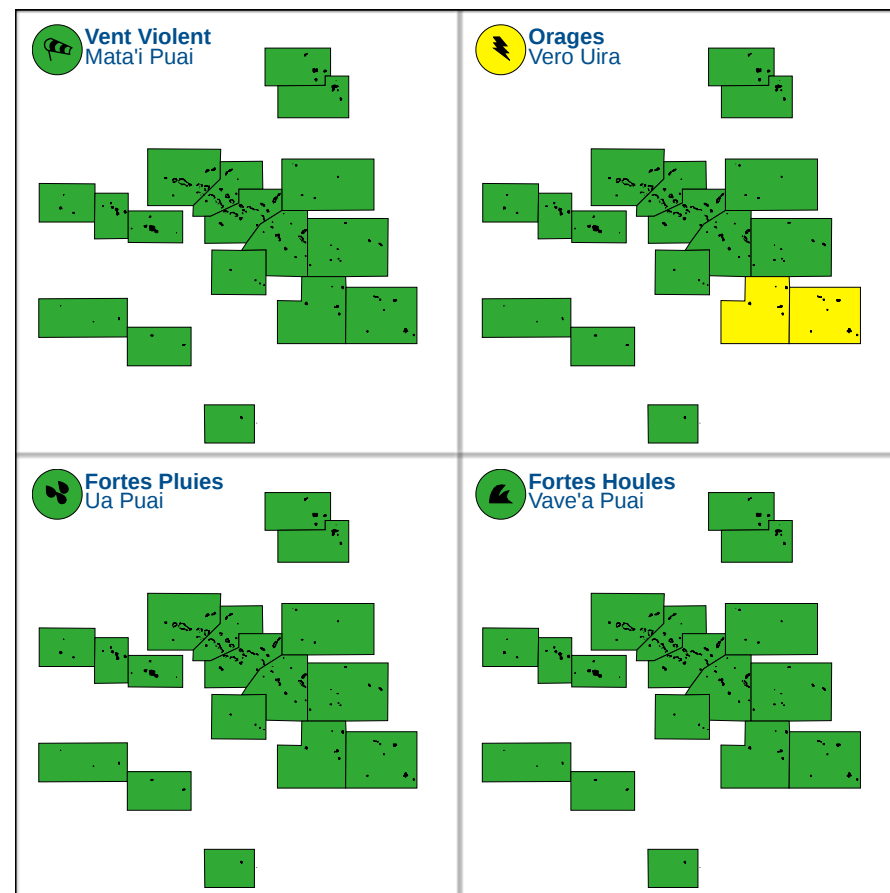 Vent Violent
Mata'i Puai
Orages
Vero Uira
Fortes Pluies
Ua Puai
Fortes Houles
Vave'a Puai